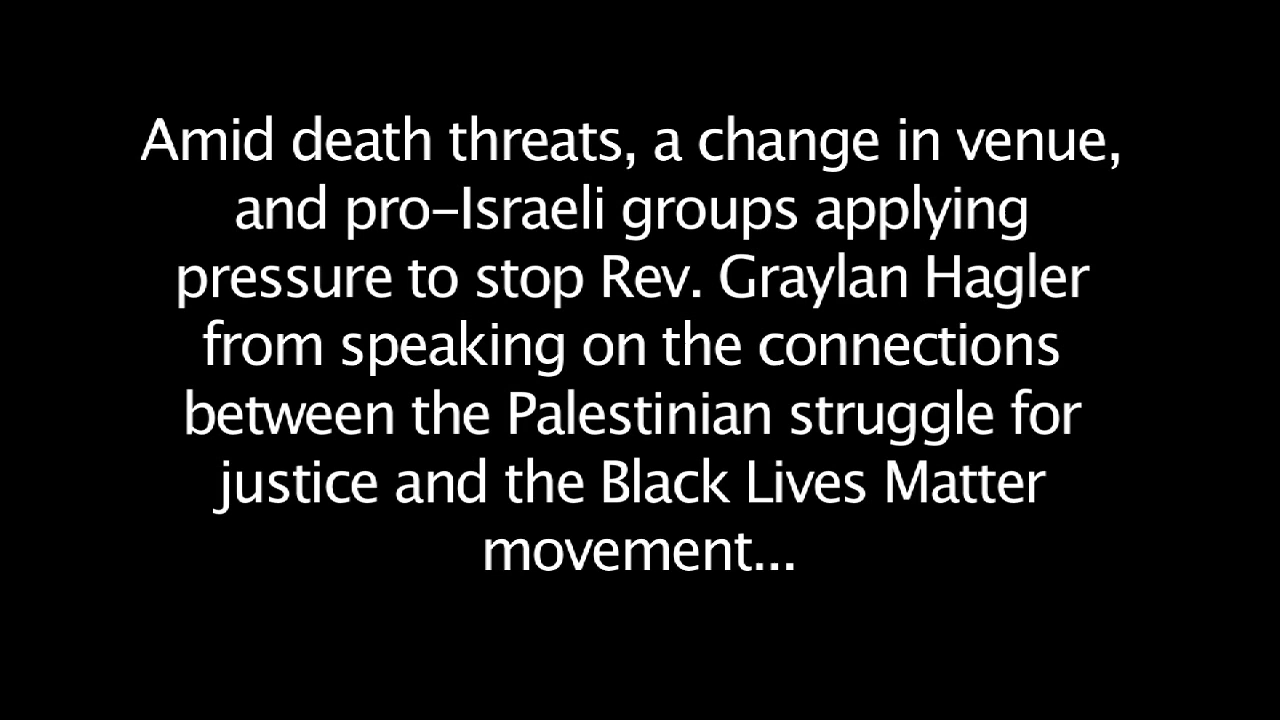 Amid death threats, a change in venue,
and pro–Israeli groups applying
pressure to stop Rev. Graylan Hagler
from speaking on the connections
between the Palestinian struggle for
justice and the Black Lives Matter
movement...